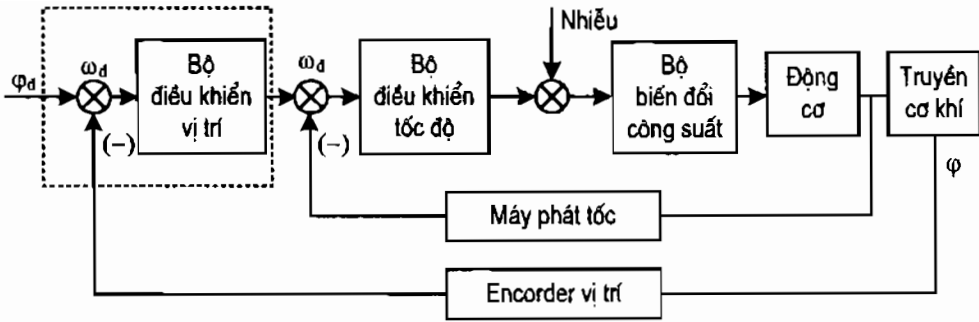 Nhiễu
φd
ωd
Bộ
điều khiển
vị trí
(−)
ωd
Bộ
điều khiển
tốc độ
(−)
Bộ
biến đổi
công suất
Động
cơ
Truyền
cơ khí
φ
Máy phát tốc
Encorder vị trí